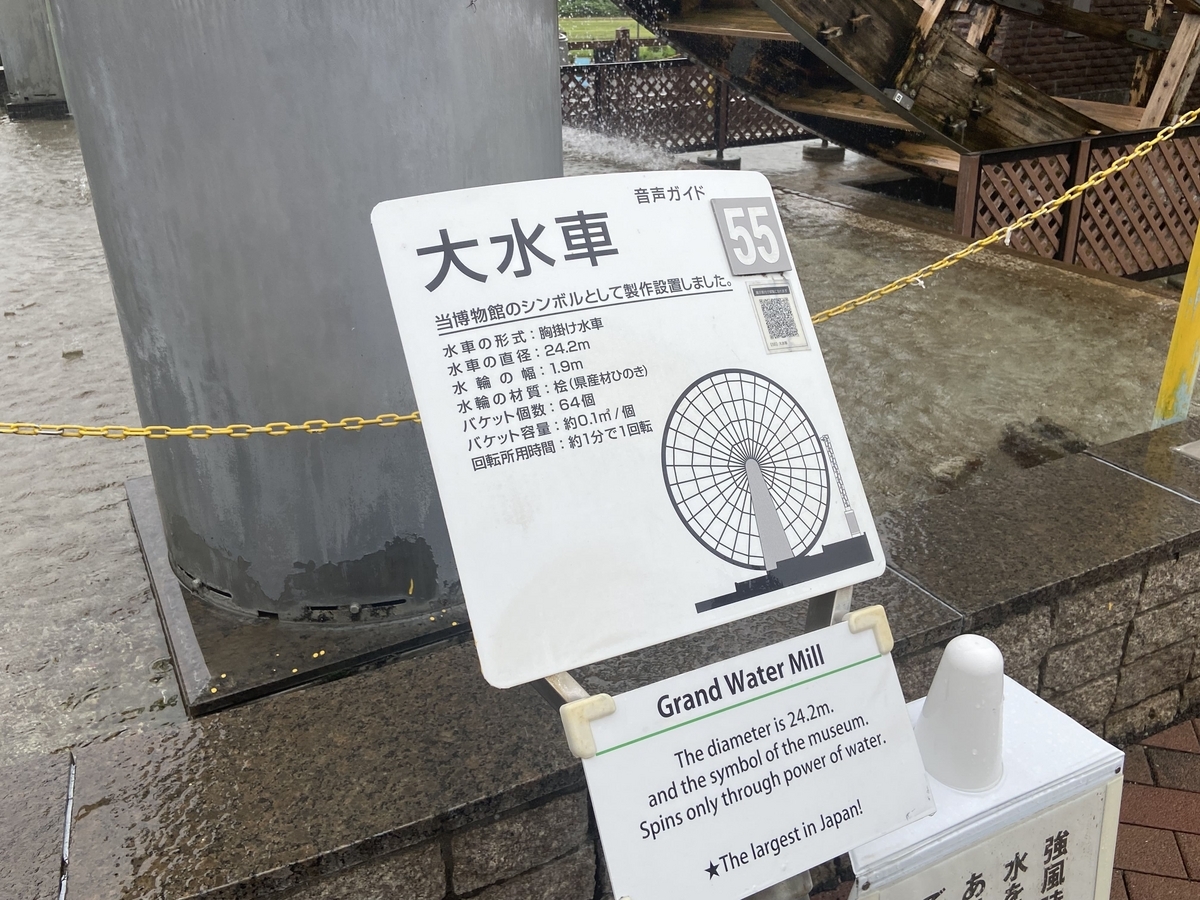 音声ガイド
55
大水車
当博物館のシンボルとして製作設置しました。
水車の形式：胸掛け水車
水車の直径：24.2m
水輪の幅：1.9m
水輪の材質：桧（県産材ひのき）
バケット個数：64個
バケット容量：約0.1㎥/個
回転所用時間：約1分で1回転
Grand Water Mill
The diameter is 24.2m.
and the symbol of the museum.
Spins only through power of water.
★The largest in Japan!
強風
水を
あ